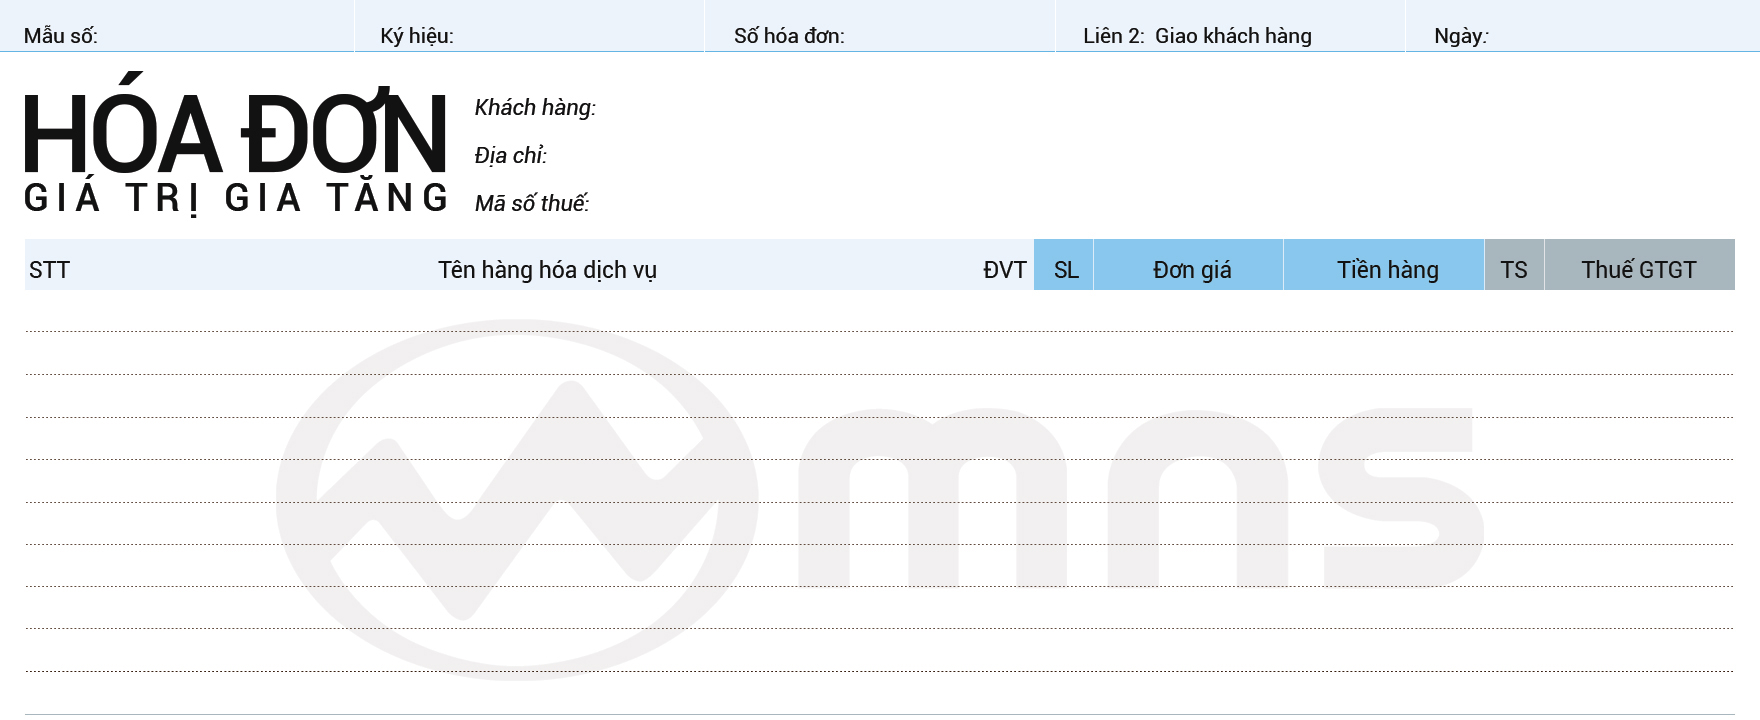 Mẫu số: Ký hiệu: Số hóa đơn: Liên 2: Giao khách hàng Ngày:
HÓA ĐƠN
GIÁ TRỊ GIA TĂNG
Khách hàng:
Địa chỉ:
Mã số thuế:
STT Tên hàng hóa dịch vụ ĐVT SL Đơn giá Tiền hàng TS Thuế GTGT
mns